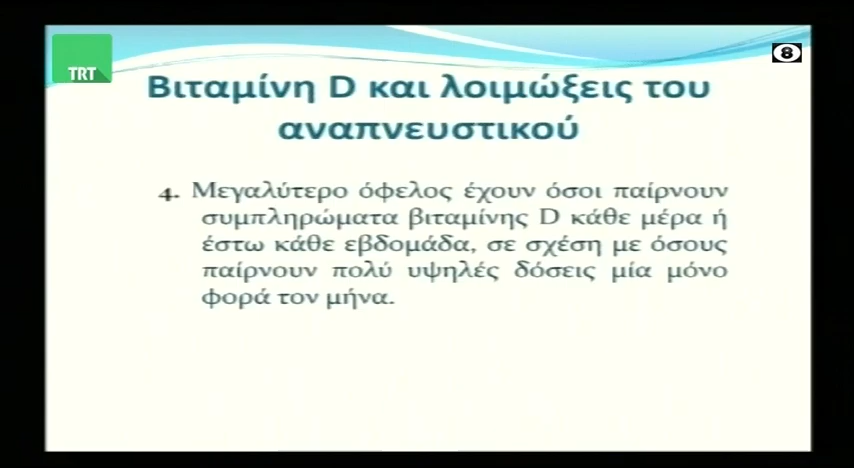 TRT
8
Βιταμίνη D και λοιμώξεις του
αναπνευστικού
4. Μεγαλύτερο όφελος έχουν όσοι παίρνουν
συμπληρώματα βιταμίνης D κάθε μέρα ή
έστω κάθε εβδομάδα, σε σχέση με όσους
παίρνουν πολύ υψηλές δόσεις μία μόνο
φορά τον μήνα.